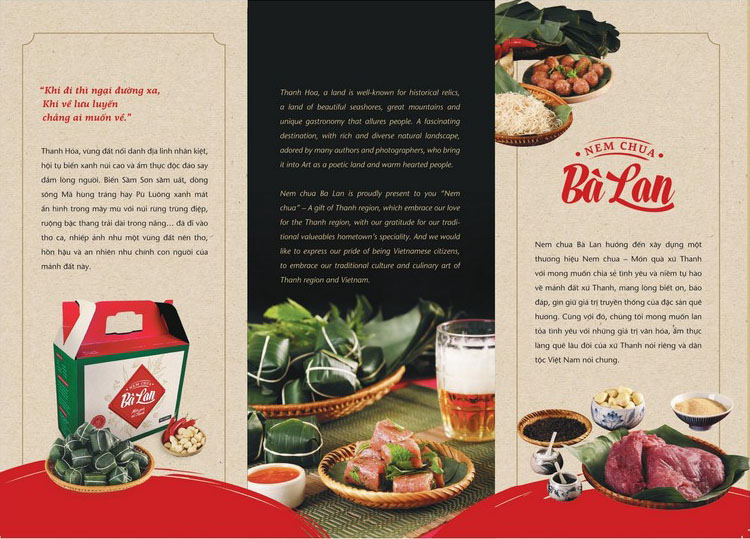 “Khi đi thì ngại đường xa,
Khi về lưu luyến
chẳng ai muốn về.”
Thanh Hóa, vùng đất nổi danh địa linh nhân kiệt,
hội tụ biển xanh núi cao và ẩm thực độc đáo say
đắm lòng người. Biển Sầm Sơn sầm uất, dòng
sông Mã hùng tráng hay Pù Luông xanh mát
ẩn hình trong mây mù với núi rừng trùng điệp,
ruộng bậc thang trải dài trong nắng... đã đi vào
thơ ca, nhiếp ảnh như một vùng đất nên thơ,
hồn hậu và an nhiên như chính con người của
mảnh đất này.
NEM CHUA
Bà Lan
Thanh Hoa, a land is well-known for historical relics,
a land of beautiful seashores, great mountains and
unique gastronomy that allures people. A fascinating
destination, with rich and diverse natural landscape,
adored by many authors and photographers, who bring
it into Art as a poetic land and warm hearted people.
Nem chua Ba Lan is proudly present to you “Nem
chua” – A gift of Thanh region, which embrace our love
for the Thanh region, with our gratitude for our tradi-
tional valueables hometown’s speciality. And we would
like to express our pride of being Vietnamese citizens,
to embrace our traditional culture and culinary art of
Thanh region and Vietnam.
NEM CHUA
Bà Lan
Nem chua Bà Lan hướng đến xây dựng một
thương hiệu Nem chua – Món quà xứ Thanh
với mong muốn chia sẻ tình yêu và niềm tự hào
về mảnh đất xứ Thanh, mang lòng biết ơn, báo
đáp, gìn giữ giá trị truyền thống của đặc sản quê
hương. Cùng với đó, chúng tôi mong muốn lan
tỏa tình yêu với những giá trị văn hóa, ẩm thực
làng quê lâu đời của xứ Thanh nói riêng và dân
tộc Việt Nam nói chung.